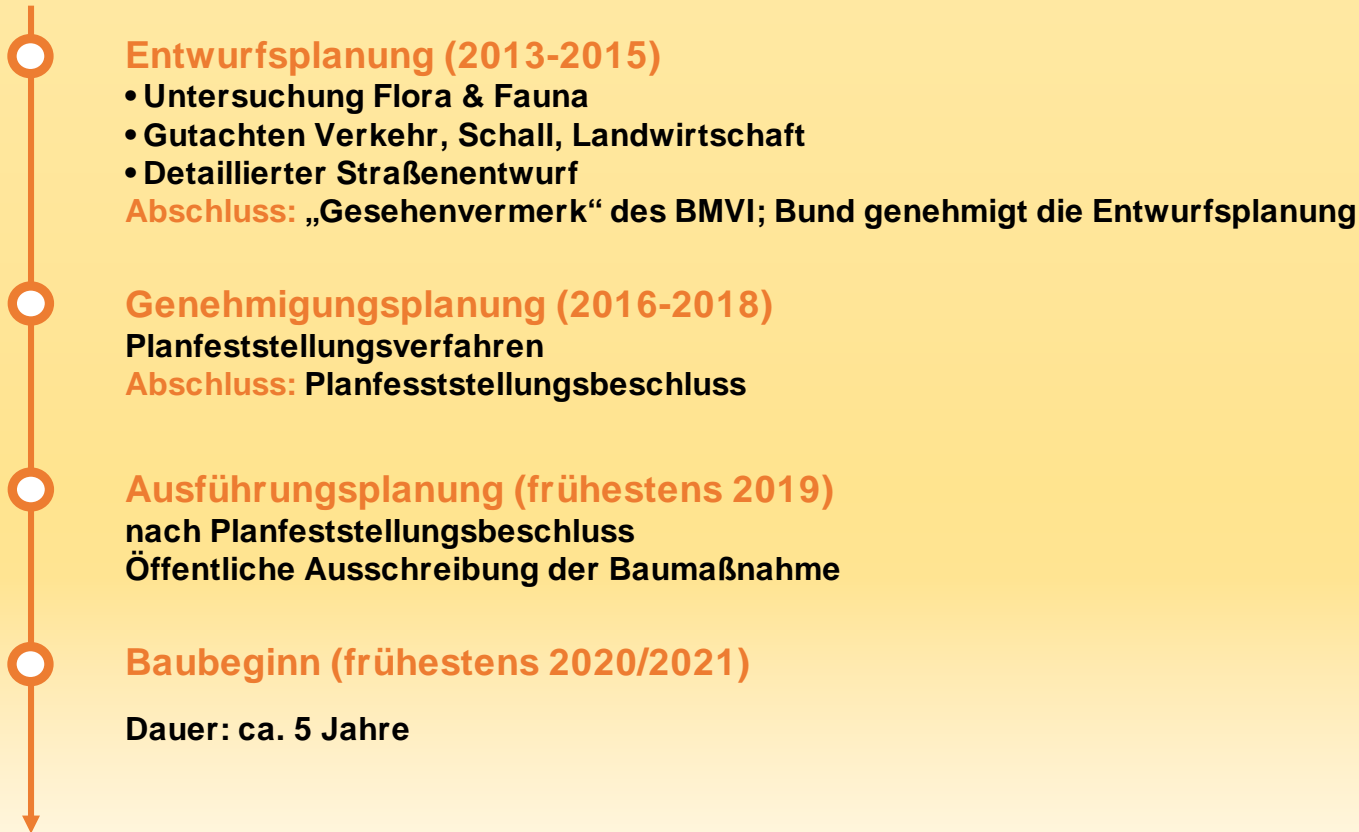 Entwurfsplanung (2013-2015)
• Untersuchung Flora & Fauna
• Gutachten Verkehr, Schall, Landwirtschaft
• Detaillierter Straßenentwurf
Abschluss: „Gesehenvermerk“ des BMVI; Bund genehmigt die Entwurfsplanung
Genehmigungsplanung (2016-2018)
Planfeststellungsverfahren
Abschluss: Planfesststellungsbeschluss
Ausführungsplanung (frühestens 2019)
nach Planfeststellungsbeschluss
Öffentliche Ausschreibung der Baumaßnahme
Baubeginn (frühestens 2020/2021)
Dauer: ca. 5 Jahre